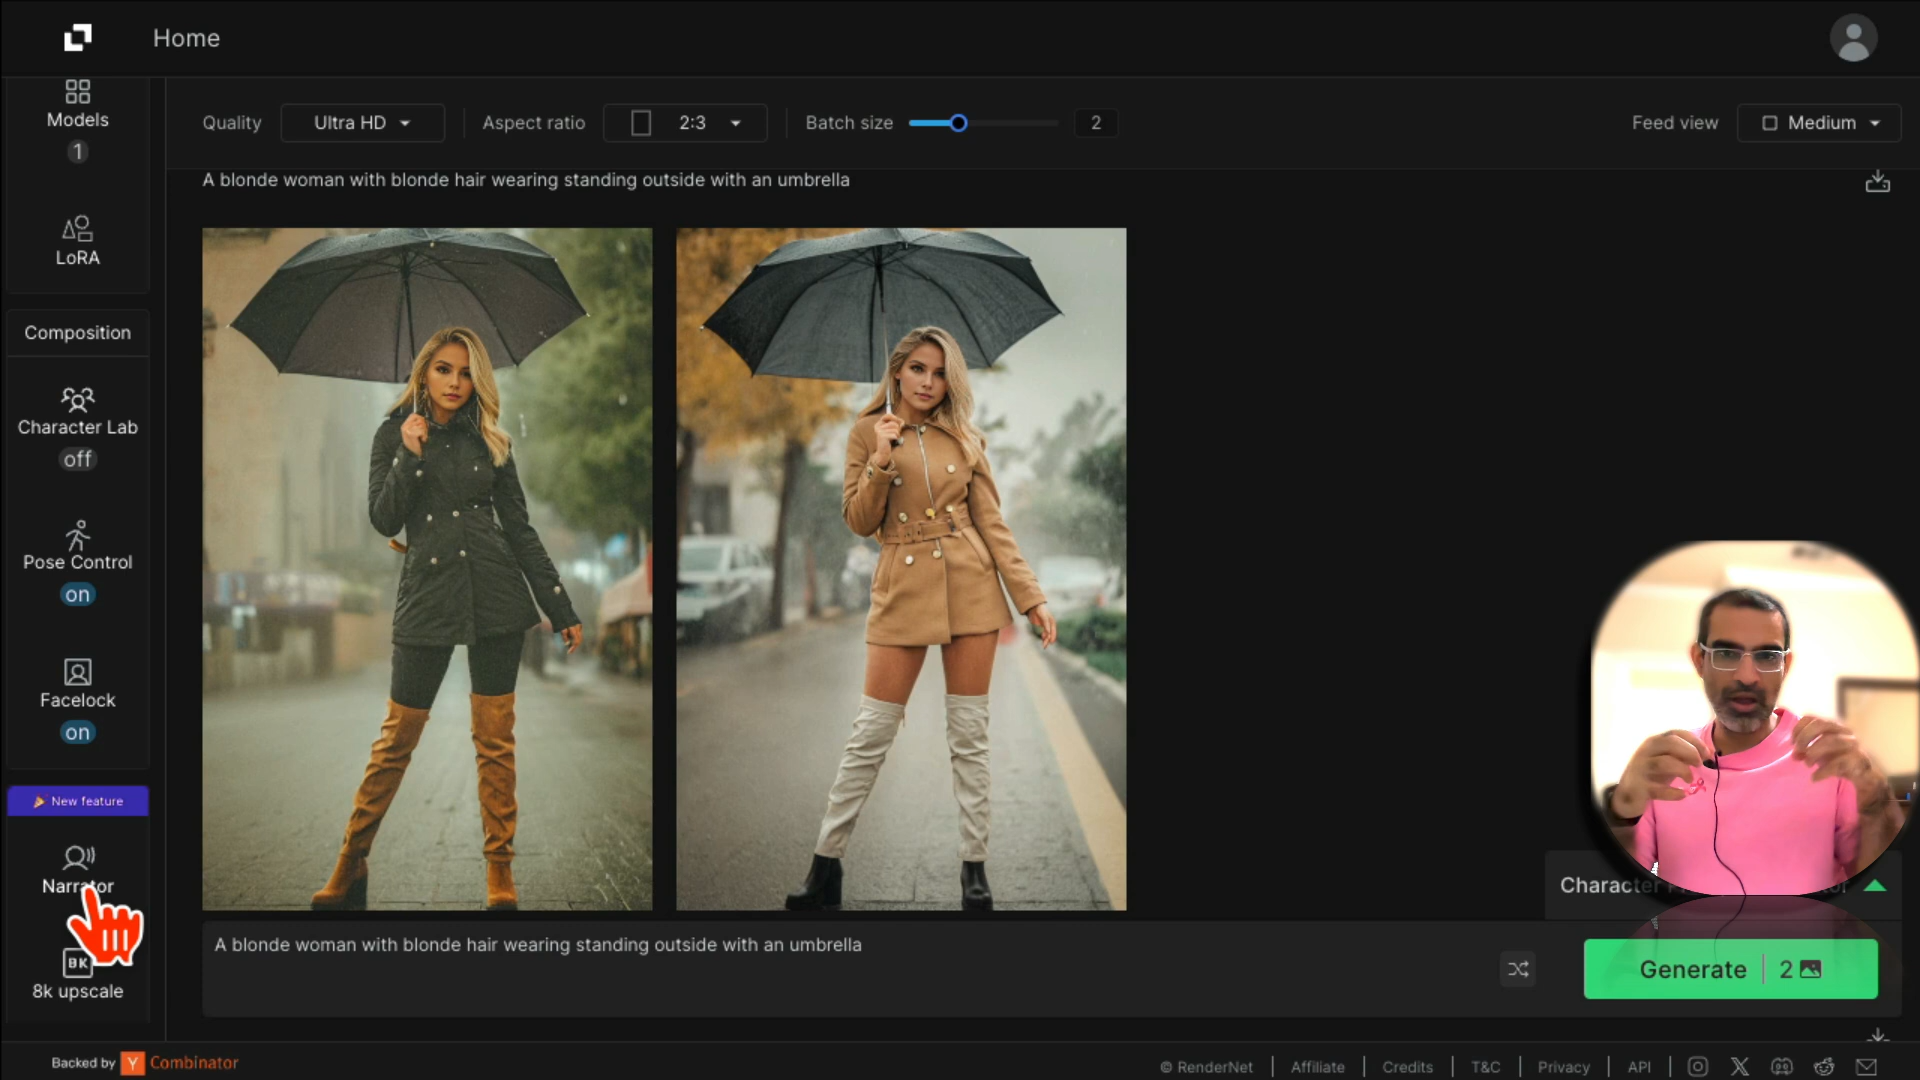 Home
Models
1
LoRA
Composition
Character Lab
off
Pose Control
on
Facelock
on
New feature
Narrator
8K
8k upscale
Quality
Ultra HD
Aspect ratio
2:3
Batch size
2
Feed view
Medium
A blonde woman with blonde hair wearing standing outside with an umbrella
Character
A blonde woman with blonde hair wearing standing outside with an umbrella
Generate | 2
Backed by Y Combinator
© RenderNet | Affiliate | Credits | T&C | Privacy | API |